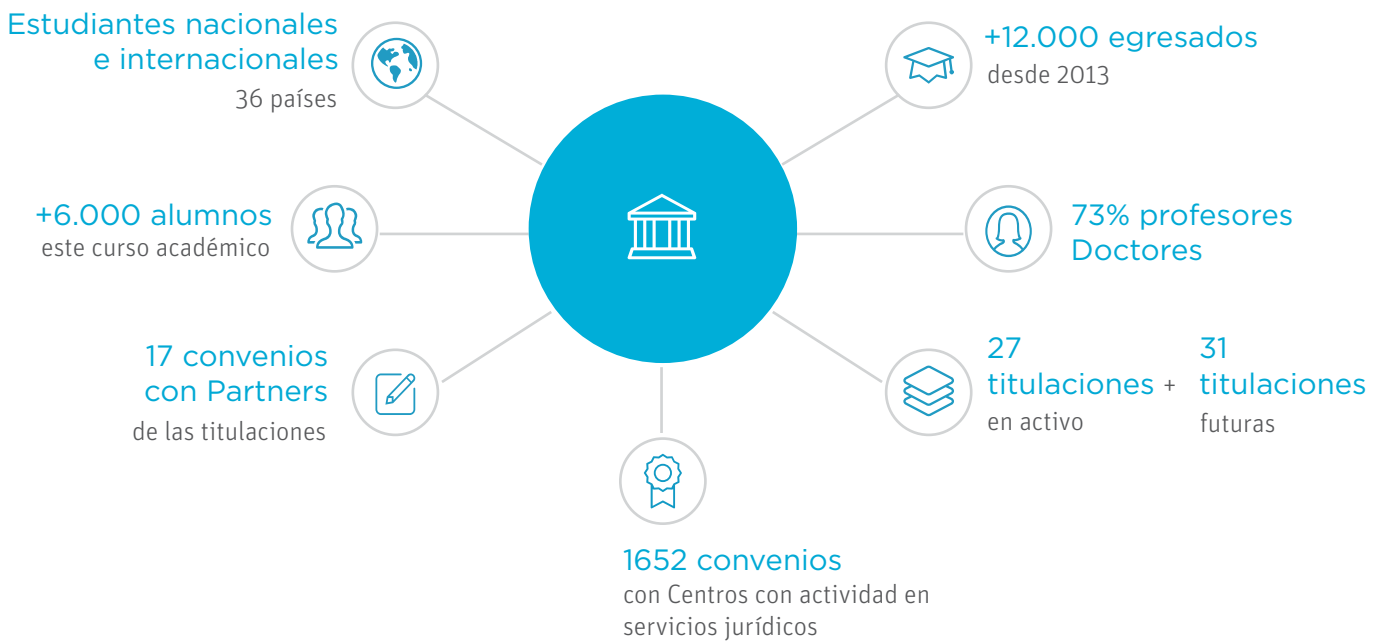 Estudiantes nacionales
e internacionales
36 países
+12.000 egresados
desde 2013
+6.000 alumnos
este curso académico
73% profesores
Doctores
17 convenios
con Partners
de las titulaciones
27
titulaciones +
en activo
31
titulaciones
futuras
1652 convenios
con Centros con actividad en
servicios jurídicos